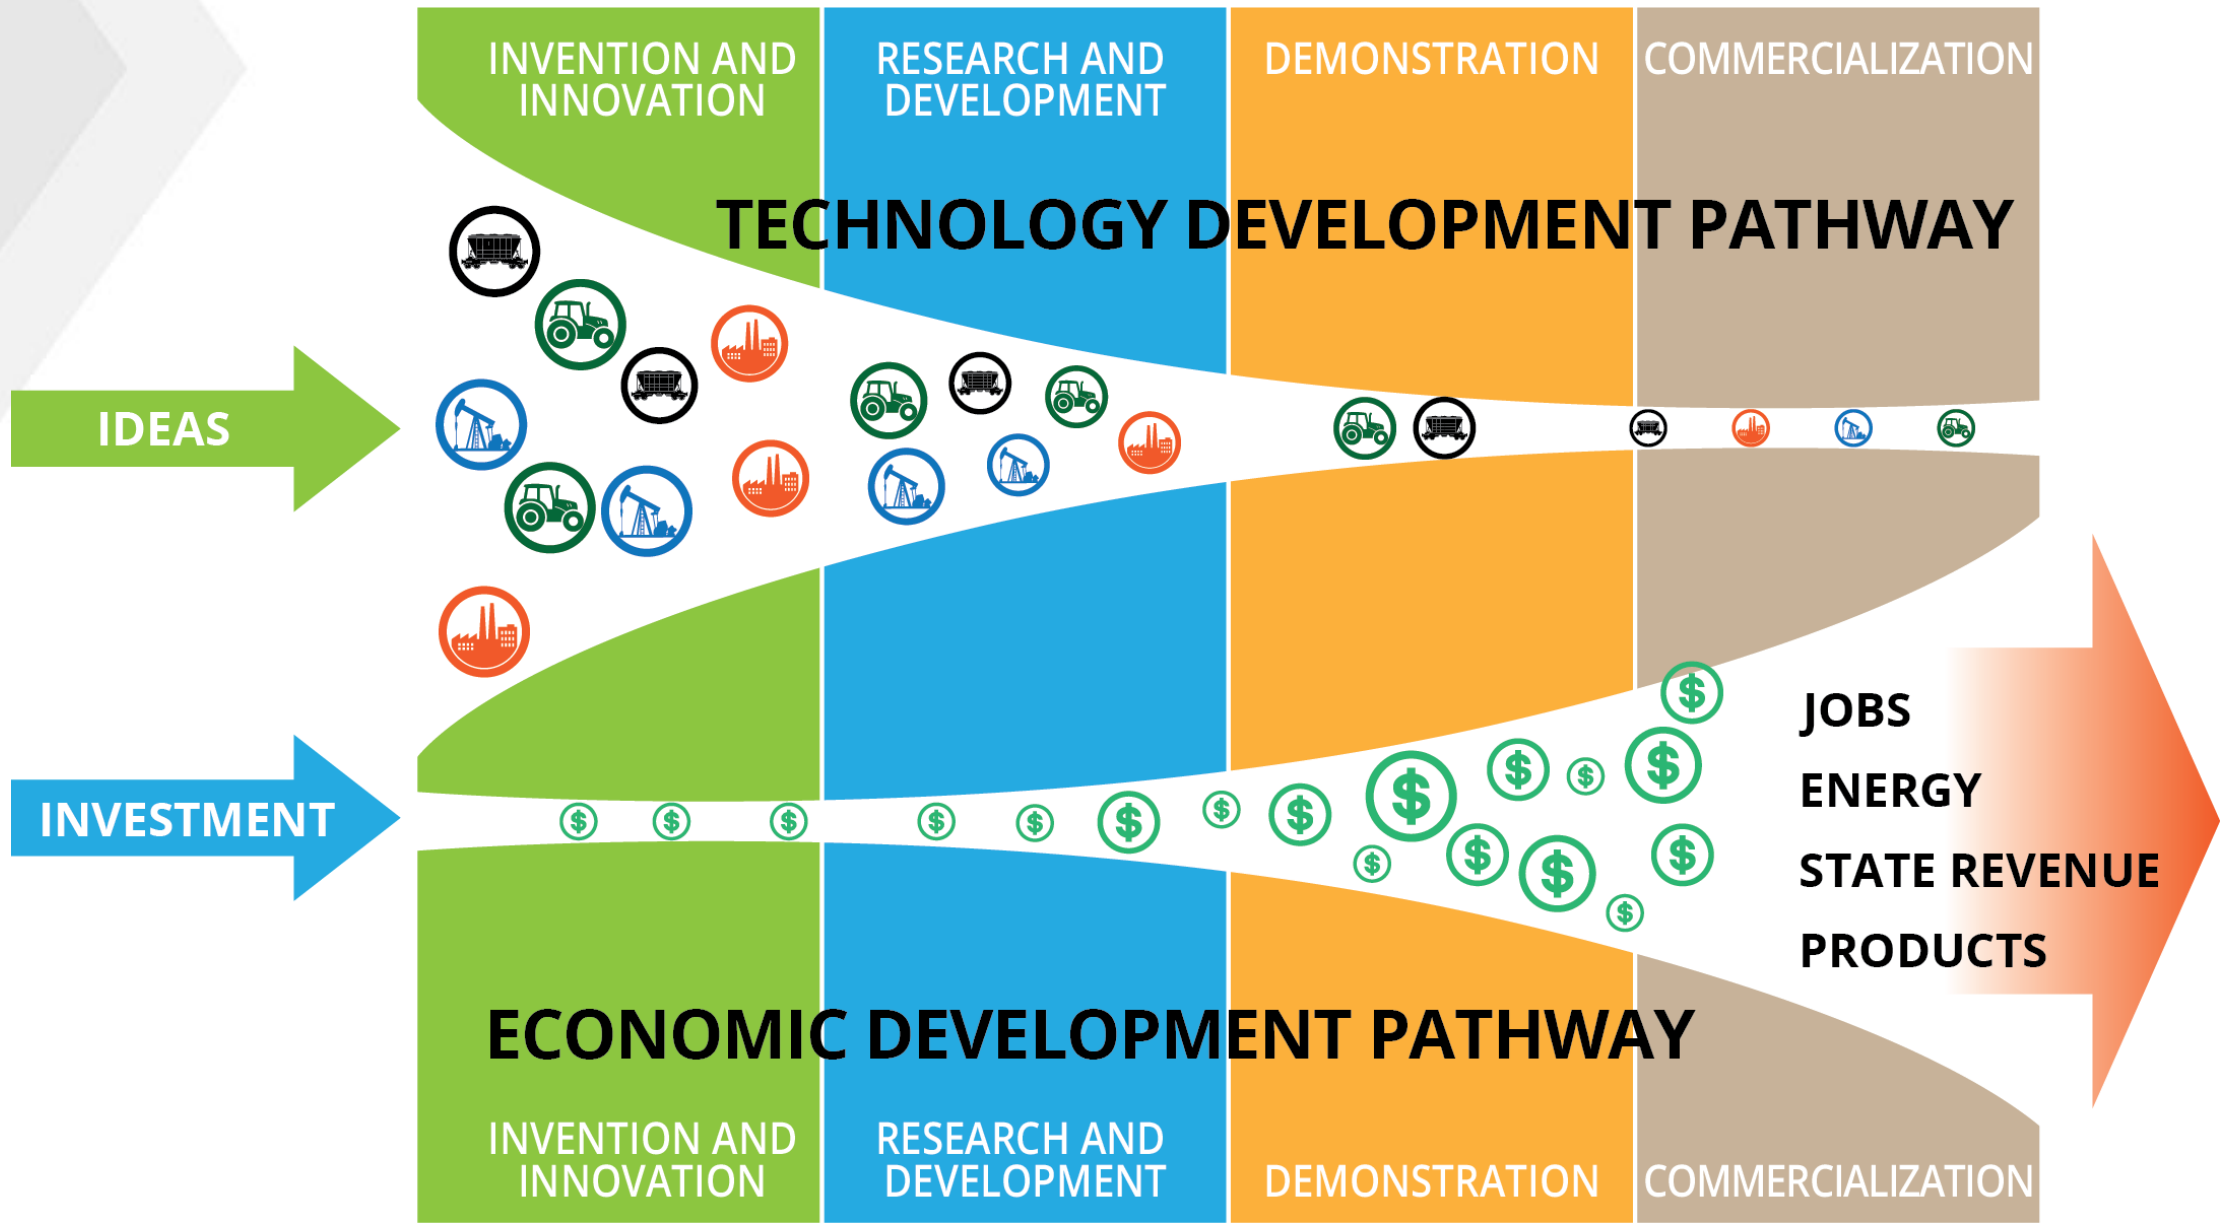 INVENTION AND
INNOVATION
RESEARCH AND
DEVELOPMENT
DEMONSTRATION
COMMERCIALIZATION
TECHNOLOGY DEVELOPMENT PATHWAY
IDEAS
INVESTMENT
$ $ $ $ $ $ $ $ $ $ $ $ $ $ $ $ $ $
JOBS
ENERGY
STATE REVENUE
PRODUCTS
ECONOMIC DEVELOPMENT PATHWAY
INVENTION AND
INNOVATION
RESEARCH AND
DEVELOPMENT
DEMONSTRATION
COMMERCIALIZATION